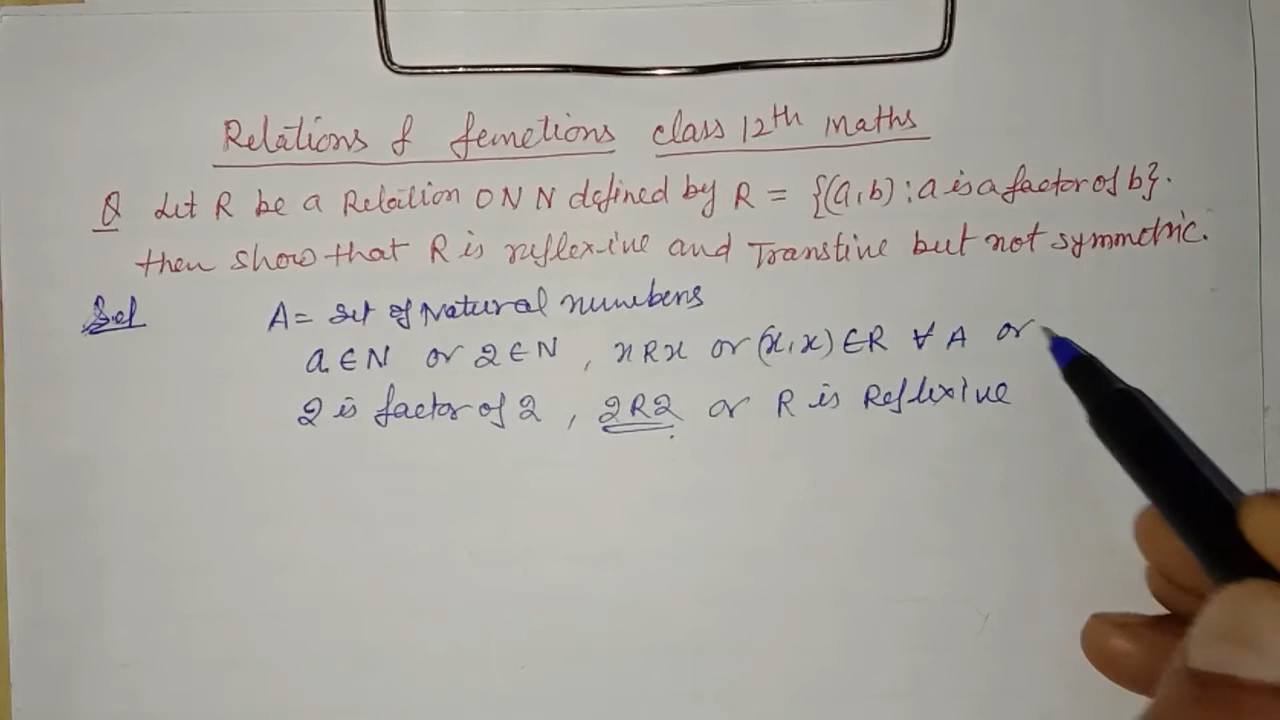 Relations & functions class 12th maths
Q Let R be a Relation ON N defined by R = {(a,b) : a is a factor of b}.
then show that R is reflexive and Transtive but not symmetric.
Sol A = set of Natural numbers
a ∈ N or 2 ∈ N , x R x or (x,x) ∈ R ∀ A or
2 is factor of 2 , 2R2 or R is Reflexive